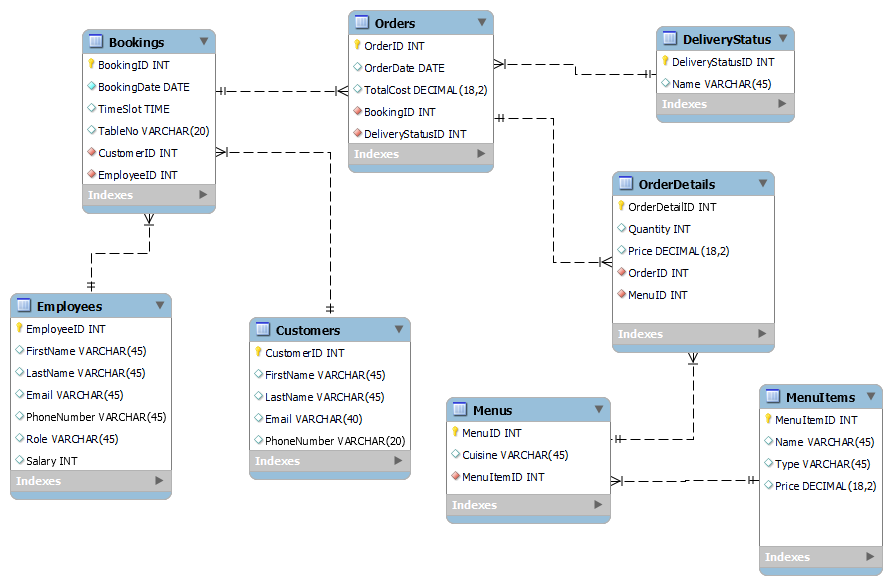 Bookings
BookingID INT
BookingDate DATE
TimeSlot TIME
TableNo VARCHAR(20)
CustomerID INT
EmployeeID INT
Indexes
Orders
OrderID INT
OrderDate DATE
TotalCost DECIMAL(18,2)
BookingID INT
DeliveryStatusID INT
Indexes
DeliveryStatus
DeliveryStatusID INT
Name VARCHAR(45)
Indexes
OrderDetails
OrderDetailID INT
Quantity INT
Price DECIMAL(18,2)
OrderID INT
MenuID INT
Indexes
Employees
EmployeeID INT
FirstName VARCHAR(45)
LastName VARCHAR(45)
Email VARCHAR(45)
PhoneNumber VARCHAR(45)
Role VARCHAR(45)
Salary INT
Indexes
Customers
CustomerID INT
FirstName VARCHAR(45)
LastName VARCHAR(45)
Email VARCHAR(40)
PhoneNumber VARCHAR(20)
Indexes
Menus
MenuID INT
Cuisine VARCHAR(45)
MenuItemID INT
Indexes
MenuItems
MenuItemID INT
Name VARCHAR(45)
Type VARCHAR(45)
Price DECIMAL(18,2)
Indexes